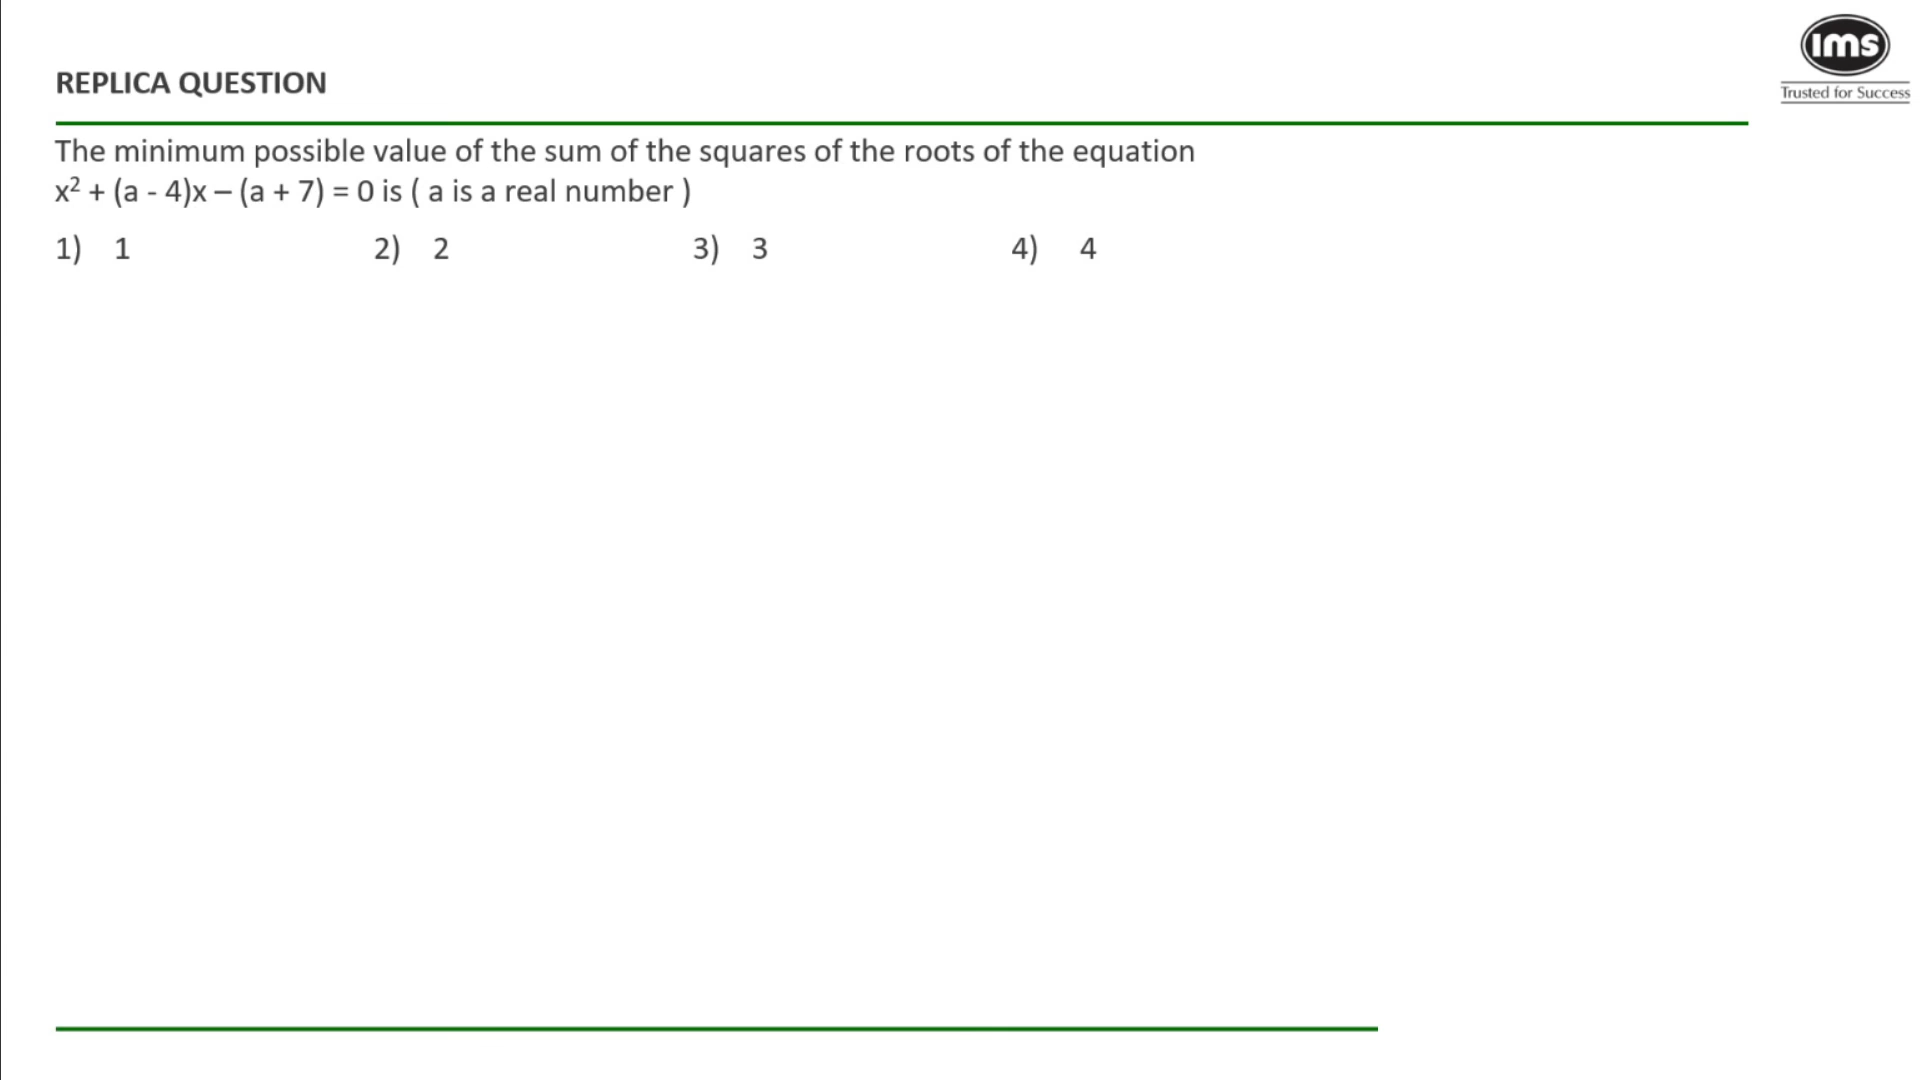 ims
Trusted for Success
REPLICA QUESTION
The minimum possible value of the sum of the squares of the roots of the equation
x² + (a - 4)x – (a + 7) = 0 is ( a is a real number )
1) 1 2) 2 3) 3 4) 4